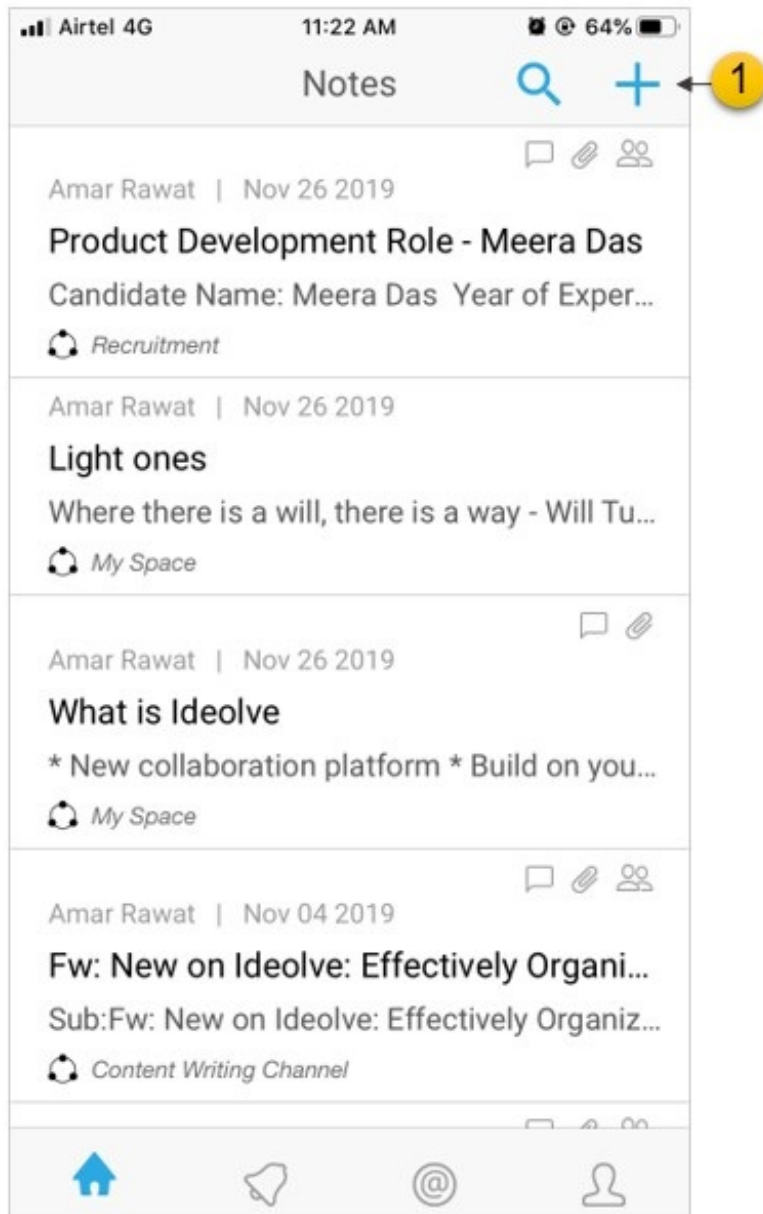 Airtel 4G 11:22 AM 64%
Notes
1
Amar Rawat | Nov 26 2019
Product Development Role - Meera Das
Candidate Name: Meera Das Year of Exper...
Recruitment
Amar Rawat | Nov 26 2019
Light ones
Where there is a will, there is a way - Will Tu...
My Space
Amar Rawat | Nov 26 2019
What is Ideolve
* New collaboration platform * Build on you...
My Space
Amar Rawat | Nov 04 2019
Fw: New on Ideolve: Effectively Organi...
Sub:Fw: New on Ideolve: Effectively Organiz...
Content Writing Channel